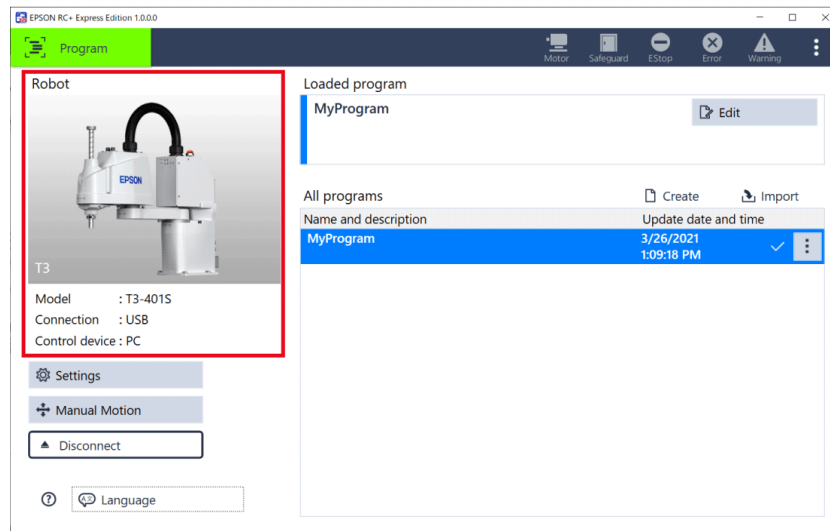 EPSON RC+ Express Edition 1.0.0.0
Program
Motor
Safeguard
EStop
Error
Warning
Robot
EPSON
T3
Model : T3-401S
Connection : USB
Control device : PC
Settings
Manual Motion
Disconnect
Language
Loaded program
MyProgram
Edit
All programs
Create
Import
Name and description
Update date and time
MyProgram
3/26/2021
1:09:18 PM